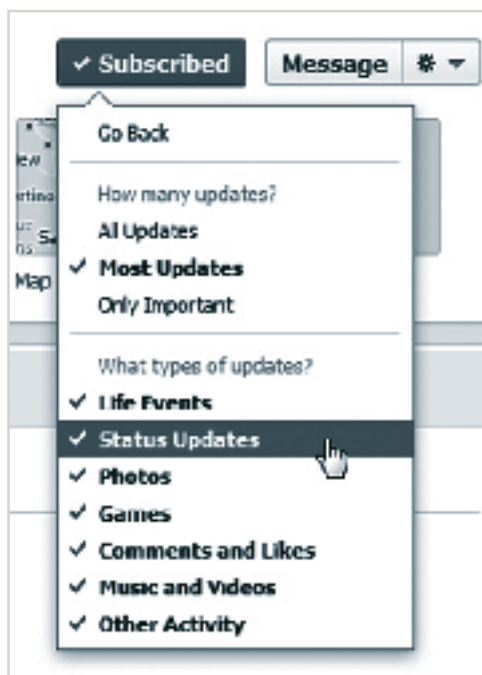 ✓ Subscribed
Message
Go Back
How many updates?
All Updates
✓ Most Updates
Map
Only Important
What types of updates?
✓ Life Events
✓ Status Updates
✓ Photos
✓ Games
✓ Comments and Likes
✓ Music and Videos
✓ Other Activity